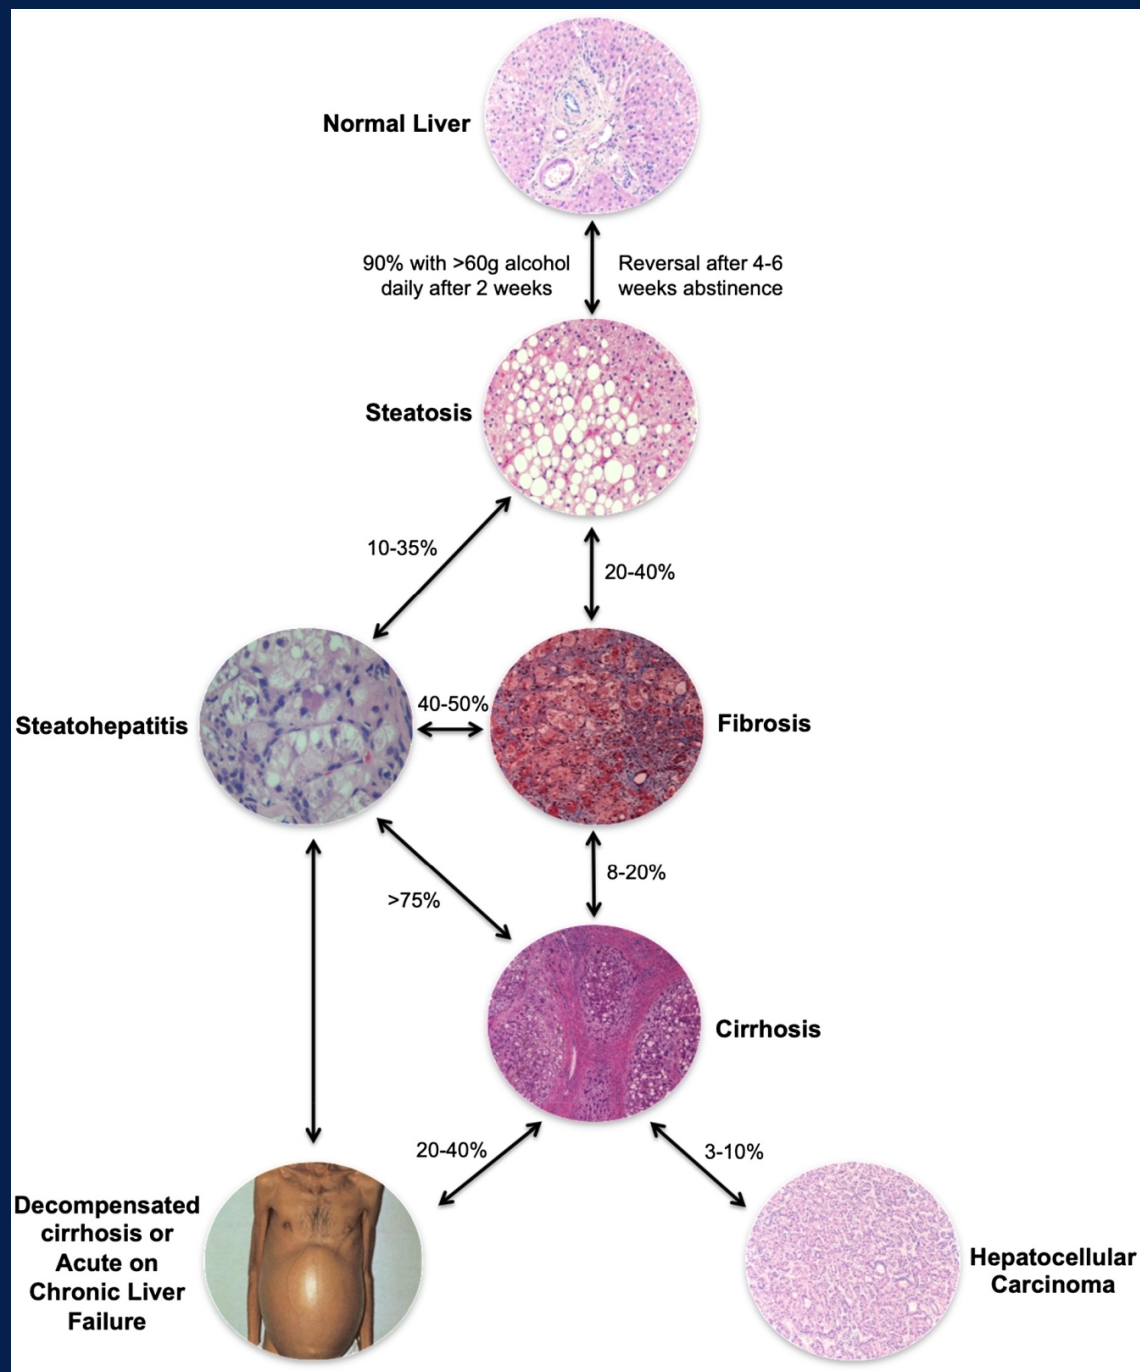 Normal Liver
90% with >60g alcohol
daily after 2 weeks
Reversal after 4-6
weeks abstinence
Steatosis
10-35%
20-40%
Steatohepatitis
40-50%
Fibrosis
>75%
8-20%
Cirrhosis
20-40%
3-10%
Decompensated
cirrhosis or
Acute on
Chronic Liver
Failure
Hepatocellular
Carcinoma